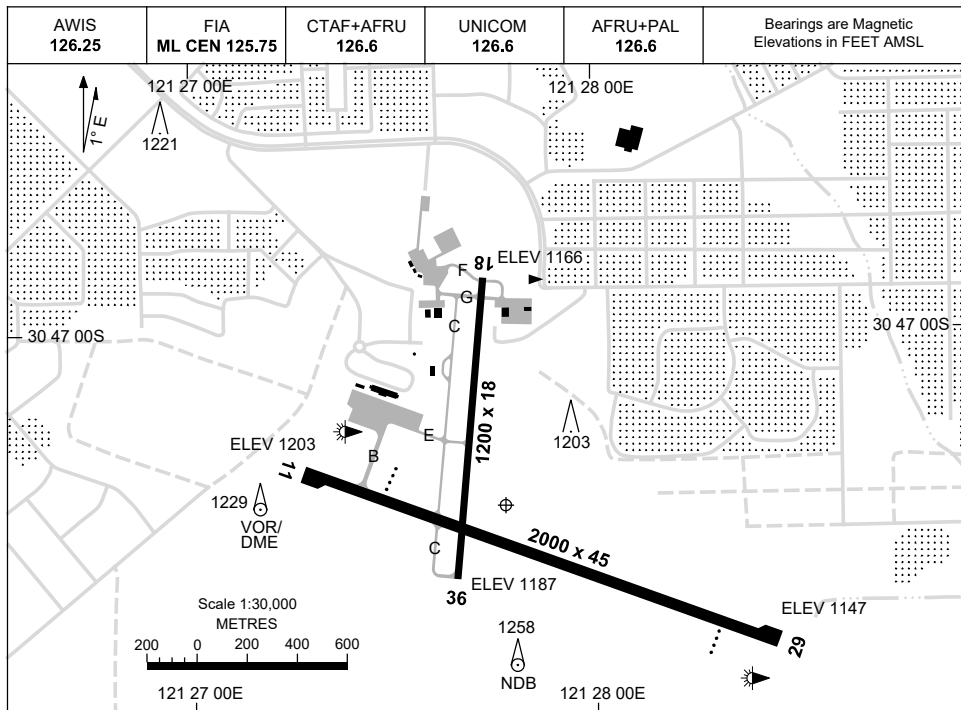 AWIS
126.25
FIA
ML CEN 125.75
CTAF+AFRU
126.6
UNICOM
126.6
AFRU+PAL
126.6
Bearings are Magnetic
Elevations in FEET AMSL
121 27 00E
121 28 00E
1° E
1221
F
18
ELEV 1166
G
C
30 47 00S
30 47 00S
1200 x 18
1203
E
B
ELEV 1203
11
1229
VOR/
DME
C
2000 x 45
ELEV 1187
36
ELEV 1147
29
Scale 1:30,000
METRES
200 0 200 400 600
1258
NDB
121 27 00E
121 28 00E